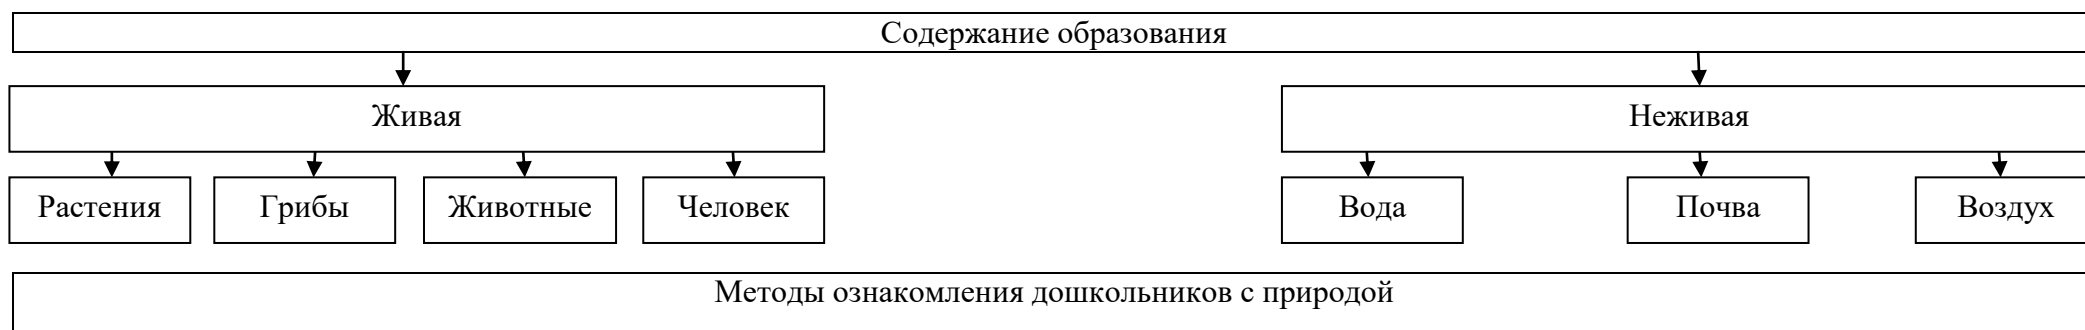 Содержание образования
Живая
Неживая
Растения
Грибы
Животные
Человек
Вода
Почва
Воздух
Методы ознакомления дошкольников с природой